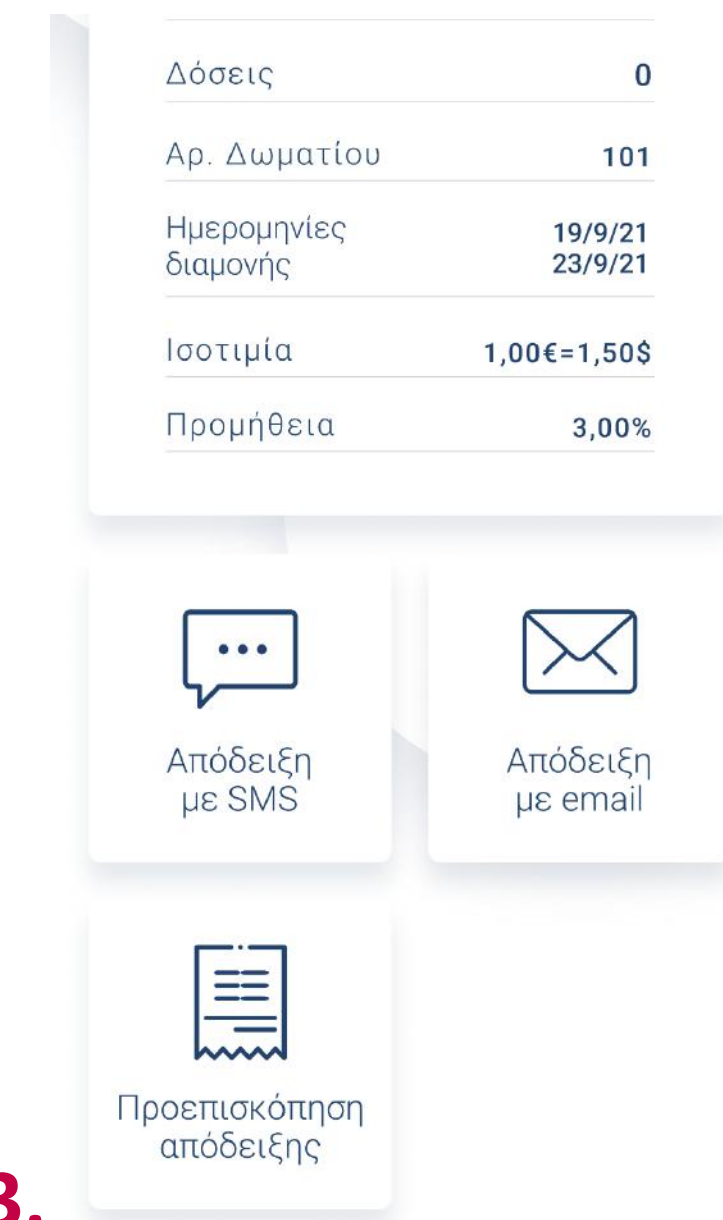 Δόσεις 0
Αρ. Δωματίου 101
Ημερομηνίες 19/9/21
διαμονής 23/9/21
Ισοτιμία 1,00€=1,50$
Προμήθεια 3,00%
Απόδειξη
με SMS
Απόδειξη
με email
Προεπισκόπηση
απόδειξης
3.